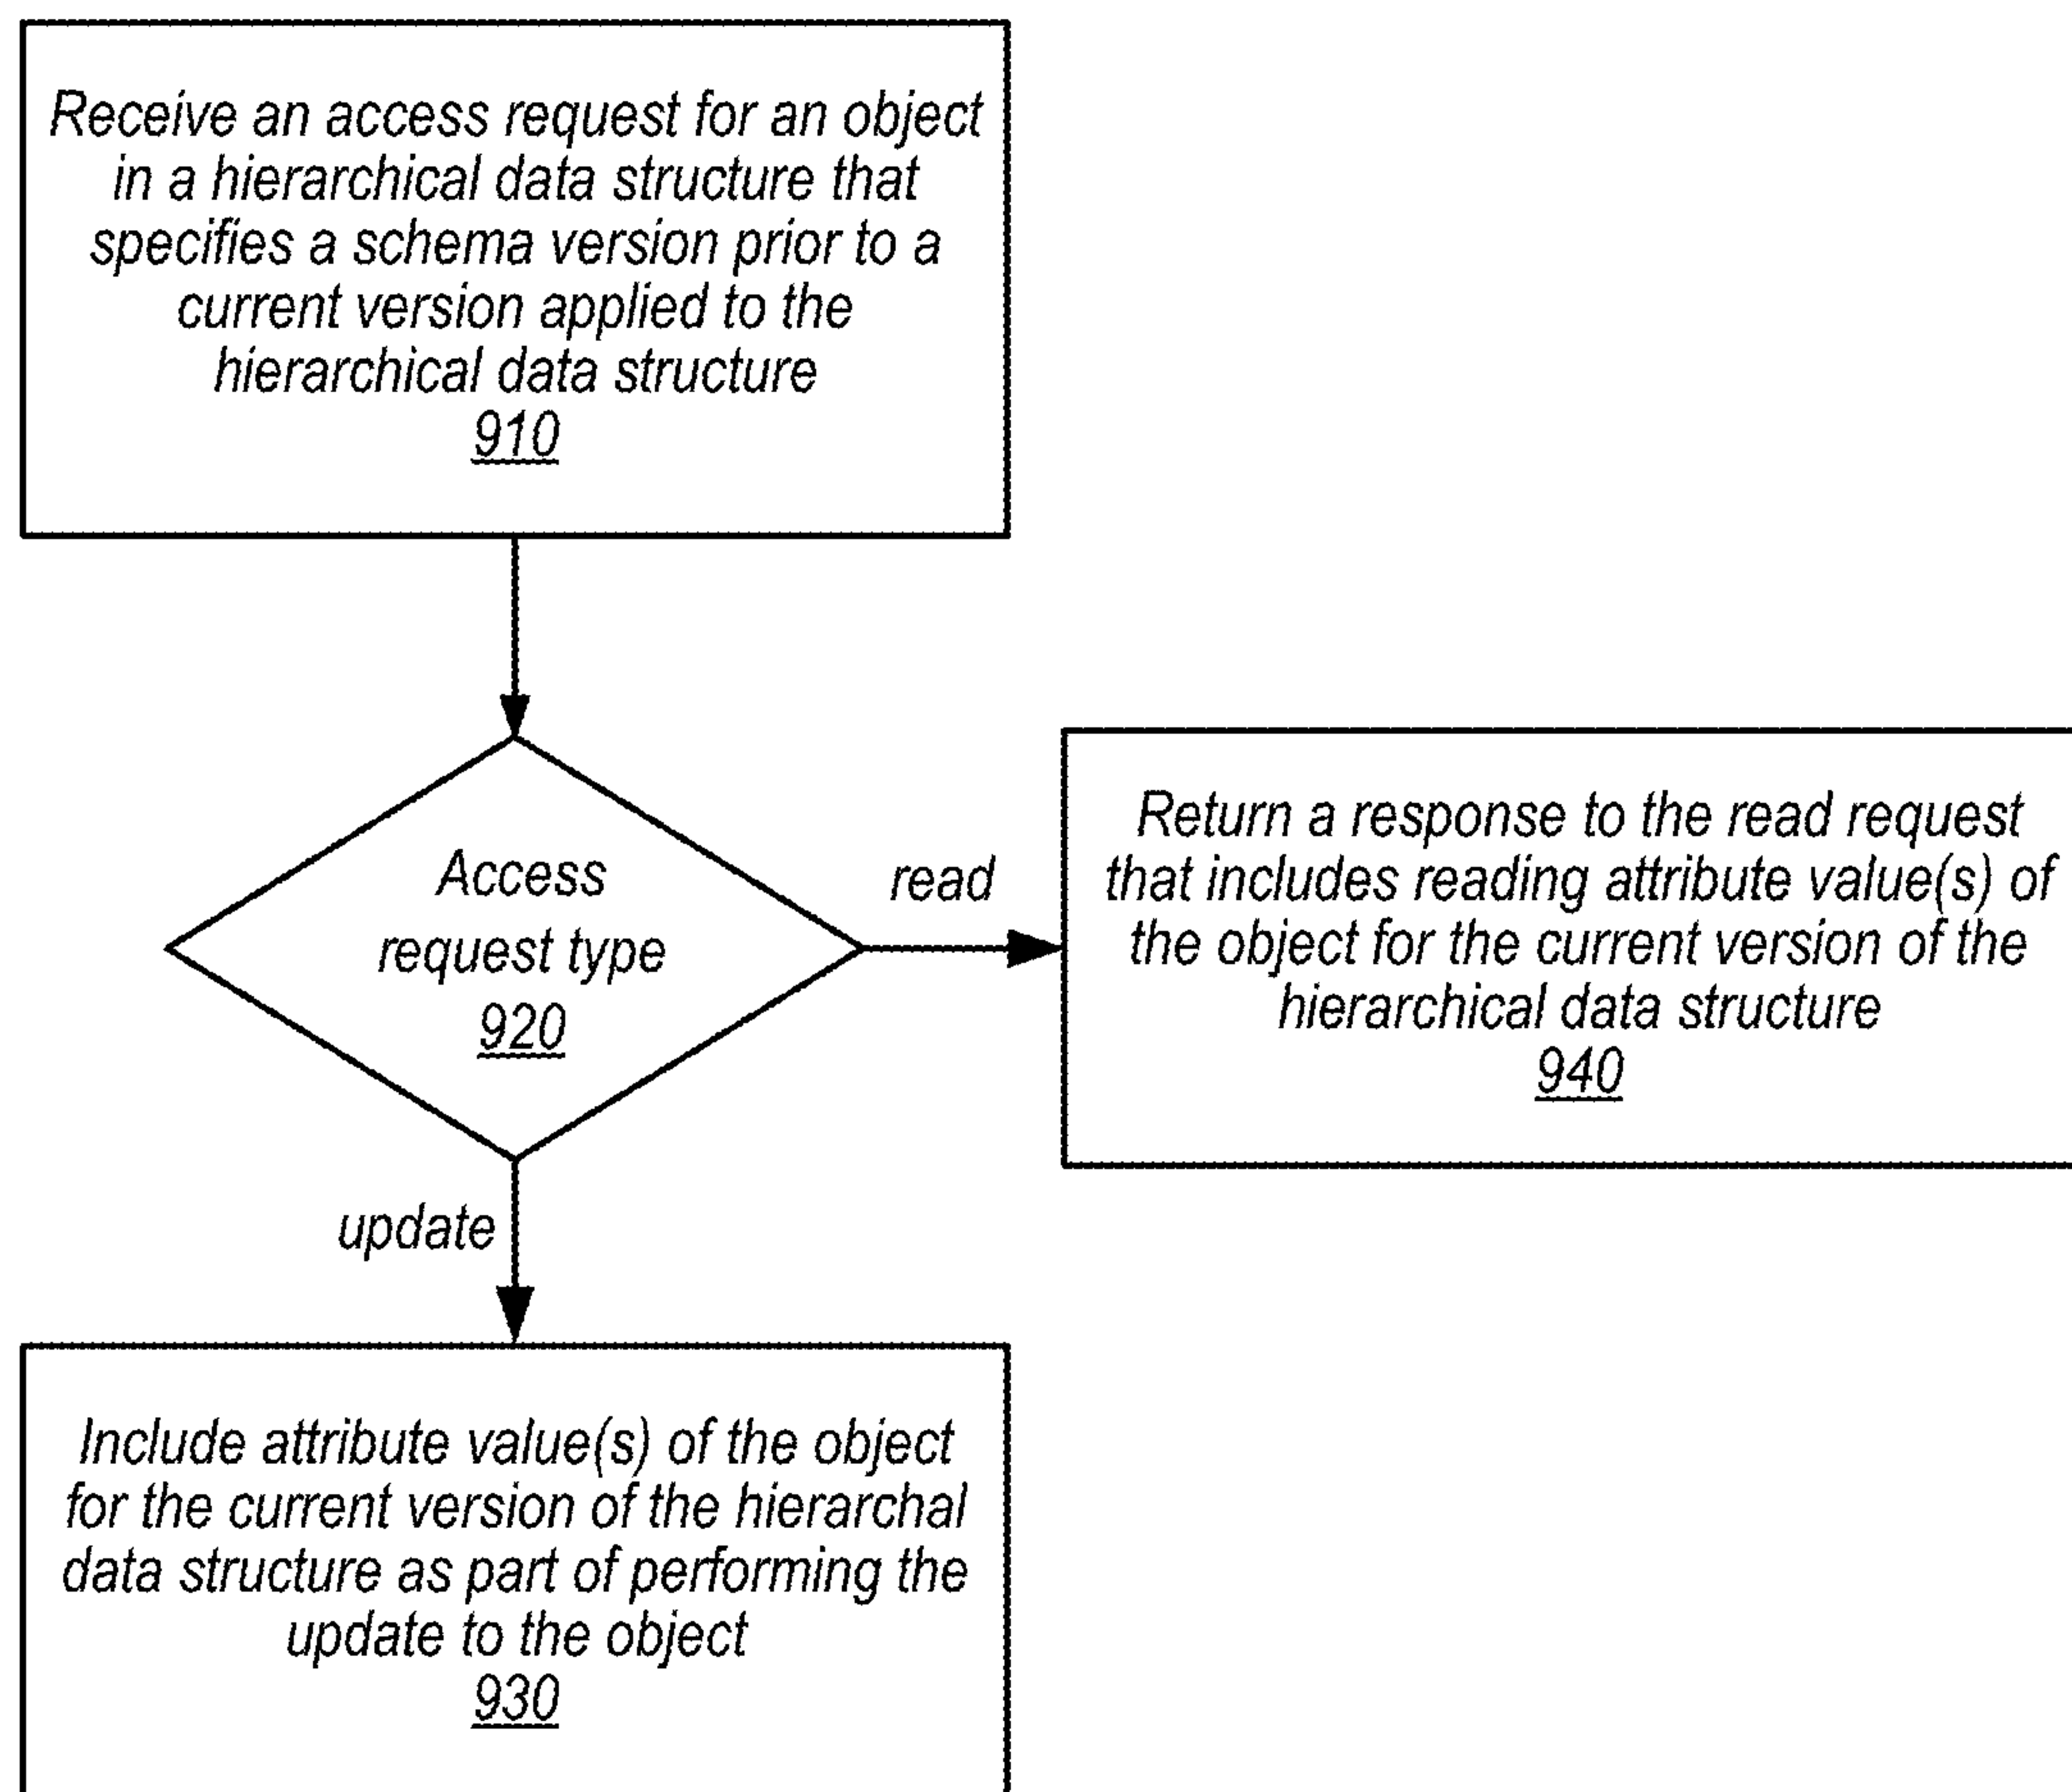 Receive an access request for an object
in a hierarchical data structure that
specifies a schema version prior to a
current version applied to the
hierarchical data structure
910
Access
request type
920
read
Return a response to the read request
that includes reading attribute value(s) of
the object for the current version of the
hierarchical data structure
940
update
Include attribute value(s) of the object
for the current version of the hierarchal
data structure as part of performing the
update to the object
930